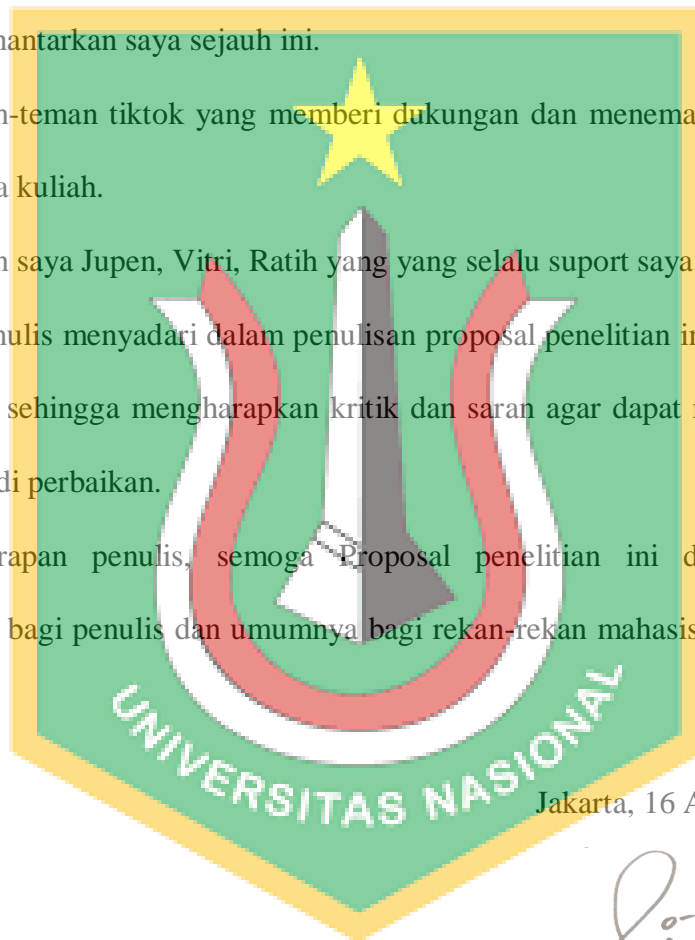 nantarkan saya sejauh ini.
n-teman tiktok yang memberi dukungan dan menema
a kuliah.
n saya Jupen, Vitri, Ratih yang yang selalu suport saya
nulis menyadari dalam penulisan proposal penelitian in
sehingga mengharapkan kritik dan saran agar dapat
di perbaikan.
rapan penulis, semoga Proposal penelitian ini d
bagi penulis dan umumnya bagi rekan-rekan mahasis
UNIVERSITAS NASIONAL
Jakarta, 16 A